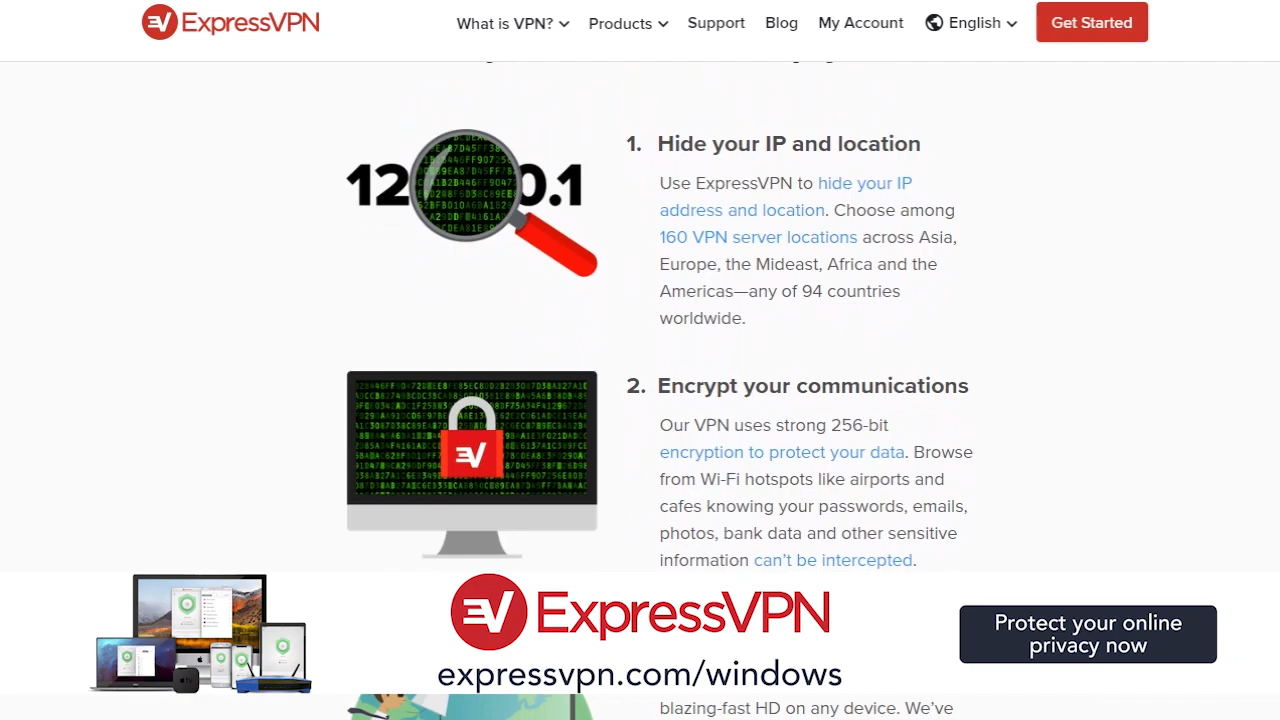 ExpressVPN
What is VPN?
Products
Support
Blog
My Account
English
Get Started
12 0.1
1. Hide your IP and location
Use ExpressVPN to hide your IP
address and location. Choose among
160 VPN server locations across Asia,
Europe, the Mideast, Africa and the
Americas—any of 94 countries
worldwide.
2. Encrypt your communications
Our VPN uses strong 256-bit
encryption to protect your data. Browse
from Wi-Fi hotspots like airports and
cafes knowing your passwords, emails,
photos, bank data and other sensitive
information can't be intercepted.
ExpressVPN
expressvpn.com/windows
Protect your online
privacy now
blazing-fast HD on any device. We've